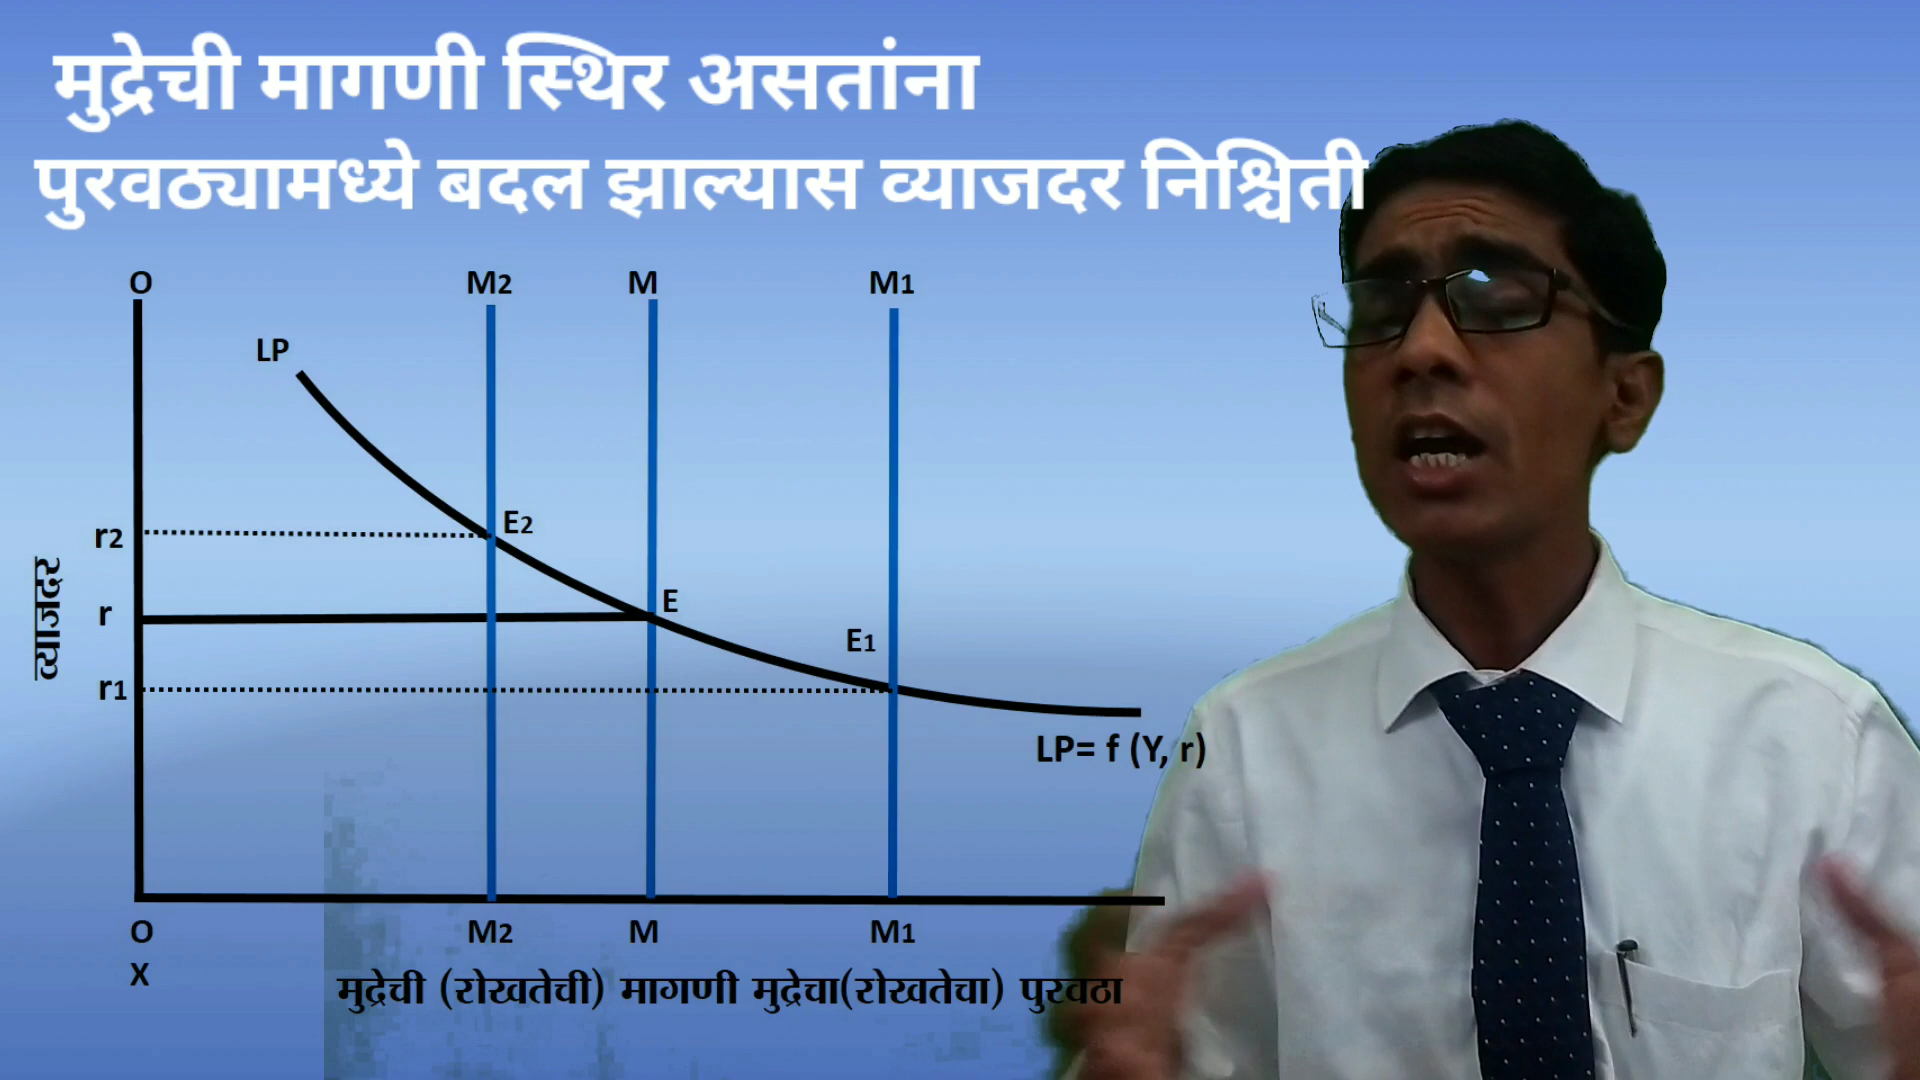 मुद्रेची मागणी स्थिर असतांना
पुरवठ्यामध्ये बदल झाल्यास व्याजदर निश्चिती
O M2 M M1
LP
E2
r2
व्याजदर
r
E
E1
r1
LP= f (Y, r)
O M2 M M1
X
मुद्रेची (रोखतेची) मागणी मुद्रेचा(रोखतेचा) पुरवठा